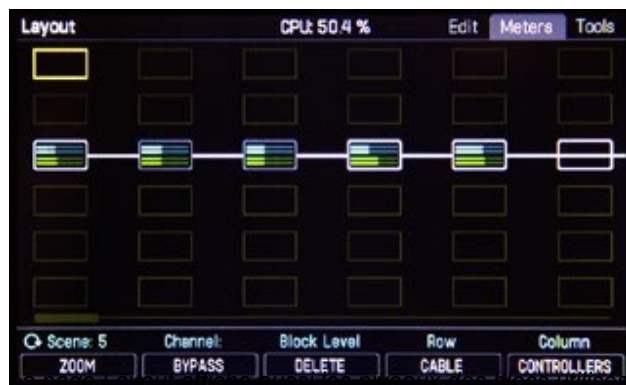 Layout CPU: 50.4 % Edit Meters Tools
Scene: 5 Channel: Block Level Row Column
ZOOM BYPASS DELETE CABLE CONTROLLERS